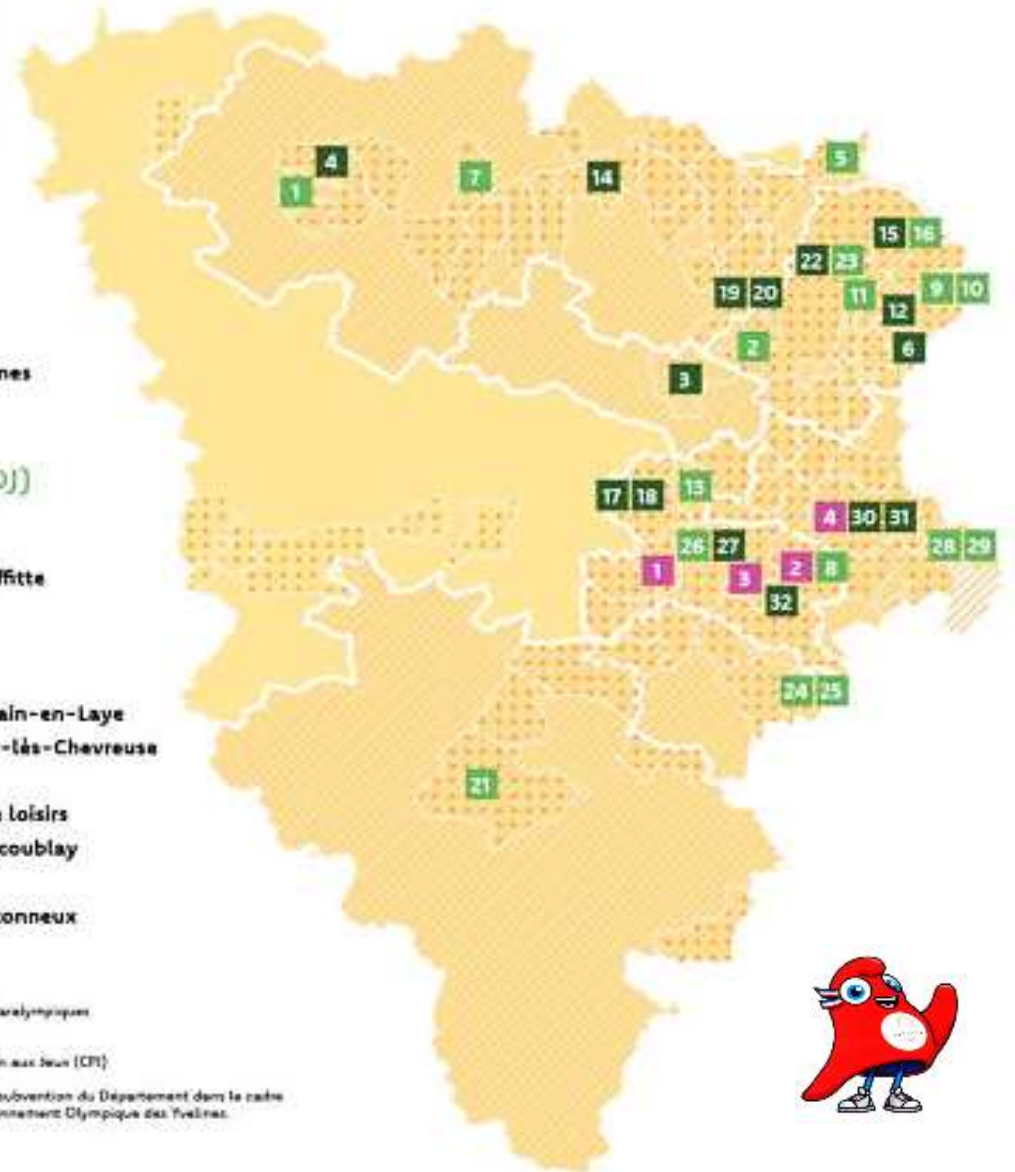 nes
OJ)
ffitte
ain-en-Laye
-lès-Chevreuse
loisirs
coublay
onneux
aralympiques
n aux Jeux (CPJ)
subvention du Département dans le cadre
onnement Olympique des Yvelines.
5
4
7
14
1
15 16
22 23
9 10
19 20
11
12
2
6
3
13
17 18
4 30 31
26 27
28 29
1
3
2 8
32
24 25
21